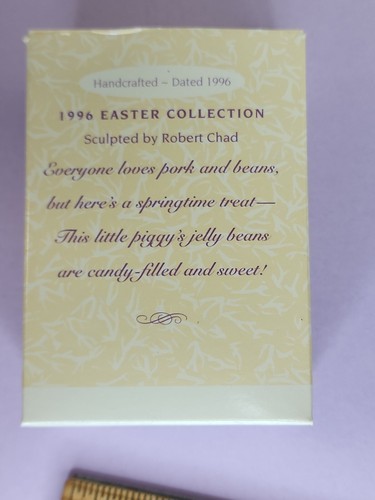 Handcrafted – Dated 1996
1996 EASTER COLLECTION
Sculpted by Robert Chad
Everyone loves pork and beans,
but here's a springtime treat—
This little piggy's jelly beans
are candy-filled and sweet!